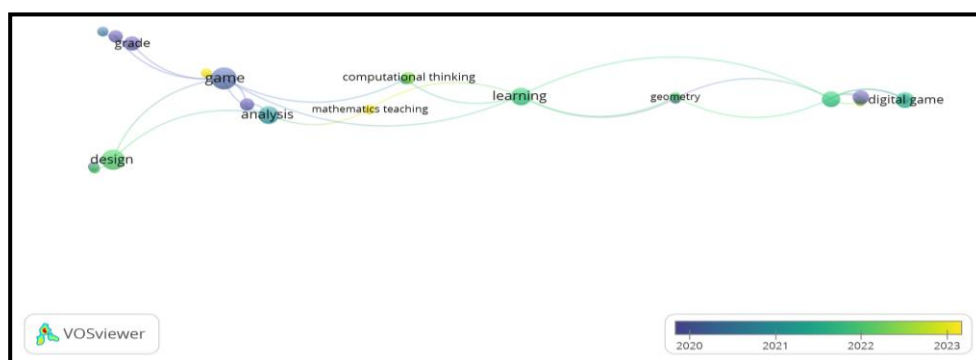 grade
game
computational thinking
mathematics teaching
analysis
learning
geometry
digital game
design
VOSviewer
2020 2021 2022 2023